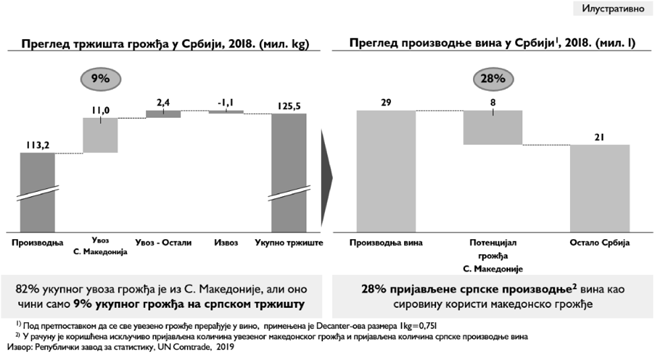 Илустративно
Преглед тржишта грожђа у Србији, 2018. (мил. kg)
9%
113,2
11,0
2,4
-1,1
125,5
Производња
Увоз
С. Македонија
Увоз - Остали
Извоз
Укупно тржиште
82% укупног увоза грожђа је из С. Македоније, али оно
чини само 9% укупног грожђа на српском тржишту
Преглед производње вина у Србији¹, 2018. (мил. l)
28%
29
8
21
Производња вина
Потенцијал
грожђа
С. Македоније
Остало Србија
28% пријављене српске производње² вина као
сировину користи македонско грожђе
¹⁾ Под претпоставком да се све увезено грожђе прерађује у вино, примењена је Decanter-ова размера 1kg=0,75l
²⁾ У рачуну је коришћена искључиво пријављена количина увезеног македонског грожђа и пријављена количина српске производње вина
Извор: Републички завод за статистику, UN Comtrade, 2019